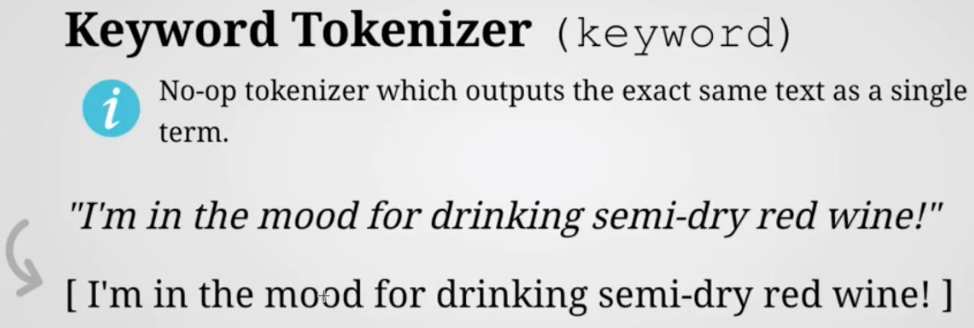 Keyword Tokenizer (keyword)
i No-op tokenizer which outputs the exact same text as a single
term.
"I'm in the mood for drinking semi-dry red wine!"
[ I'm in the mood for drinking semi-dry red wine! ]